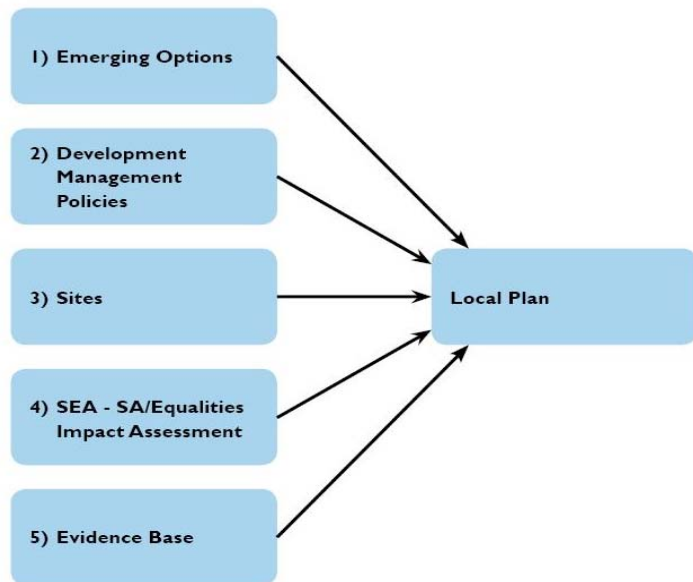 1) Emerging Options
2) Development
Management
Policies
3) Sites
Local Plan
4) SEA - SA/Equalities
Impact Assessment
5) Evidence Base